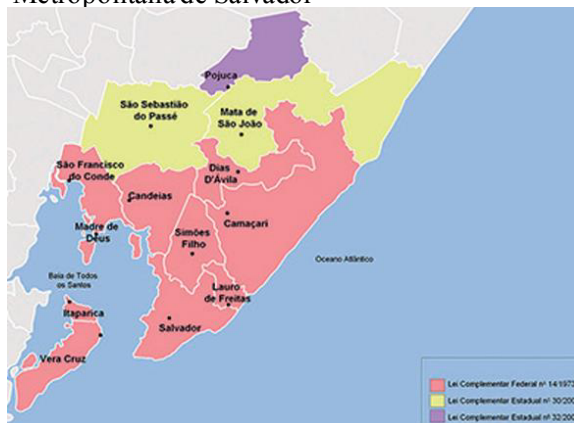 Metropolitana de Salvador
Pojuca
São Sebastião
do Passé
Mata de
São João
São Francisco
do Conde
Dias
D'Ávila
Candeias
Camaçari
Madre de
Deus
Simões
Filho
Oceano Atlântico
Baia de Todos
os Santos
Lauro
de Freitas
Itaparica
Salvador
Vera Cruz
Lei Complementar Federal nº 14/1973
Lei Complementar Estadual nº 30/200
Lei Complementar Estadual nº 32/200